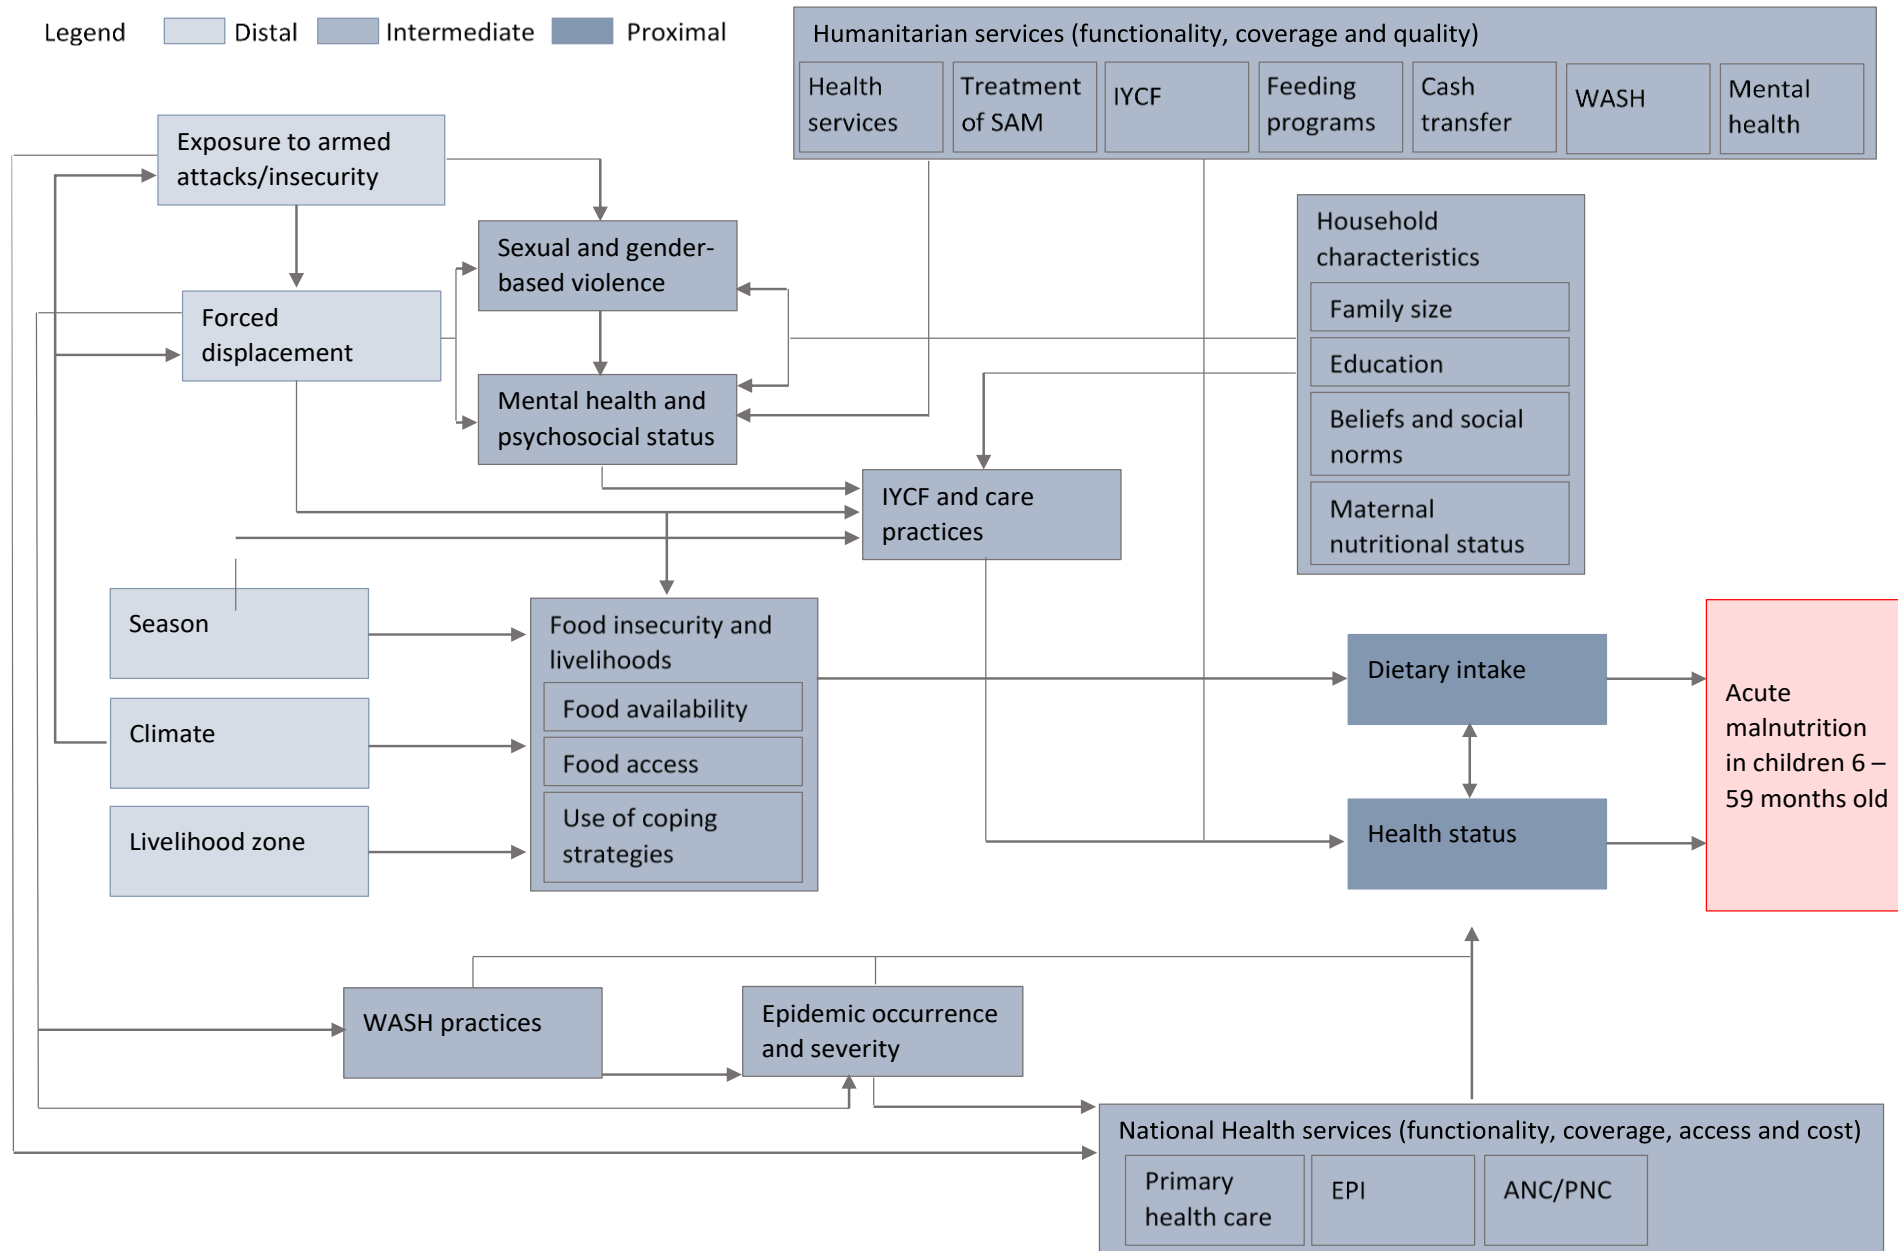 Legend
Distal
Intermediate
Proximal
Humanitarian services (functionality, coverage and quality)
Health
services
Treatment
of SAM
IYCF
Feeding
programs
Cash
transfer
WASH
Mental
health
Exposure to armed
attacks/insecurity
Sexual and gender-
based violence
Household
characteristics
Family size
Education
Beliefs and social
norms
Maternal
nutritional status
Forced
displacement
Mental health and
psychosocial status
IYCF and care
practices
Season
Climate
Livelihood zone
Food insecurity and
livelihoods
Food availability
Food access
Use of coping
strategies
Dietary intake
Health status
Acute
malnutrition
in children 6 –
59 months old
WASH practices
Epidemic occurrence
and severity
National Health services (functionality, coverage, access and cost)
Primary
health care
EPI
ANC/PNC